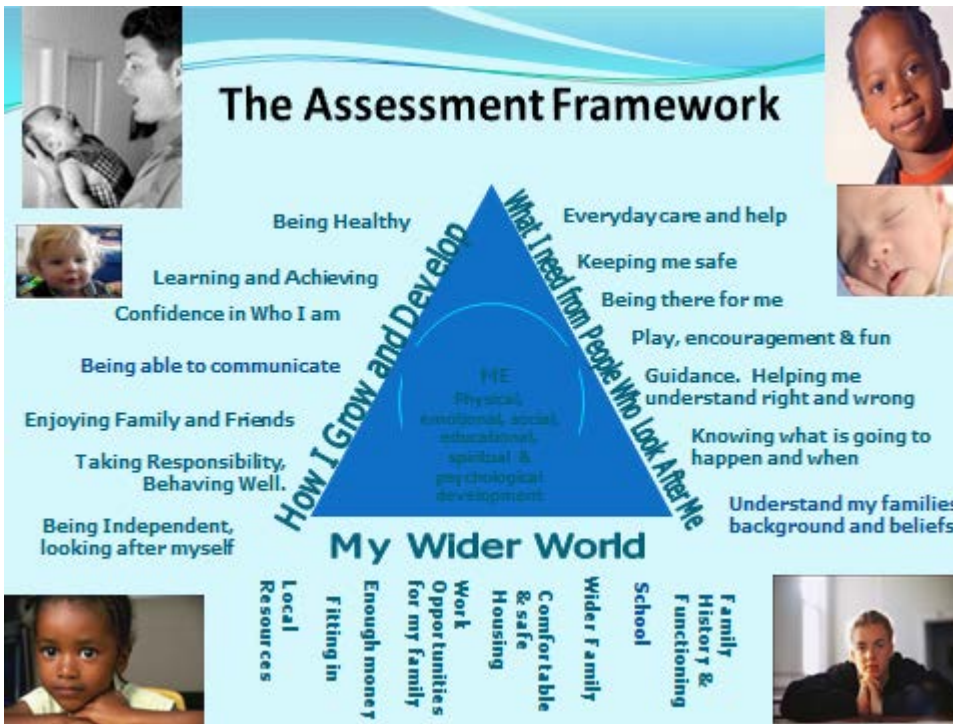 The Assessment Framework
Being Healthy
Learning and Achieving
Confidence in Who I am
Being able to communicate
Enjoying Family and Friends
Taking Responsibility,
Behaving Well.
Being Independent,
looking after myself
How I Grow and Develop
What I need from People Who Look After Me
Everyday care and help
Keeping me safe
Being there for me
Play, encouragement & fun
Guidance. Helping me
understand right and wrong
Knowing what is going to
happen and when
Understand my families
background and beliefs
ME
Physical,
emotional, social,
educational,
spiritual &
psychological
development
My Wider World
Local
Resources
Fitting in
Enough money
Work
Opportunities
for my family
Comfortable
& safe
Housing
Wider Family
School
Family
History &
Functioning